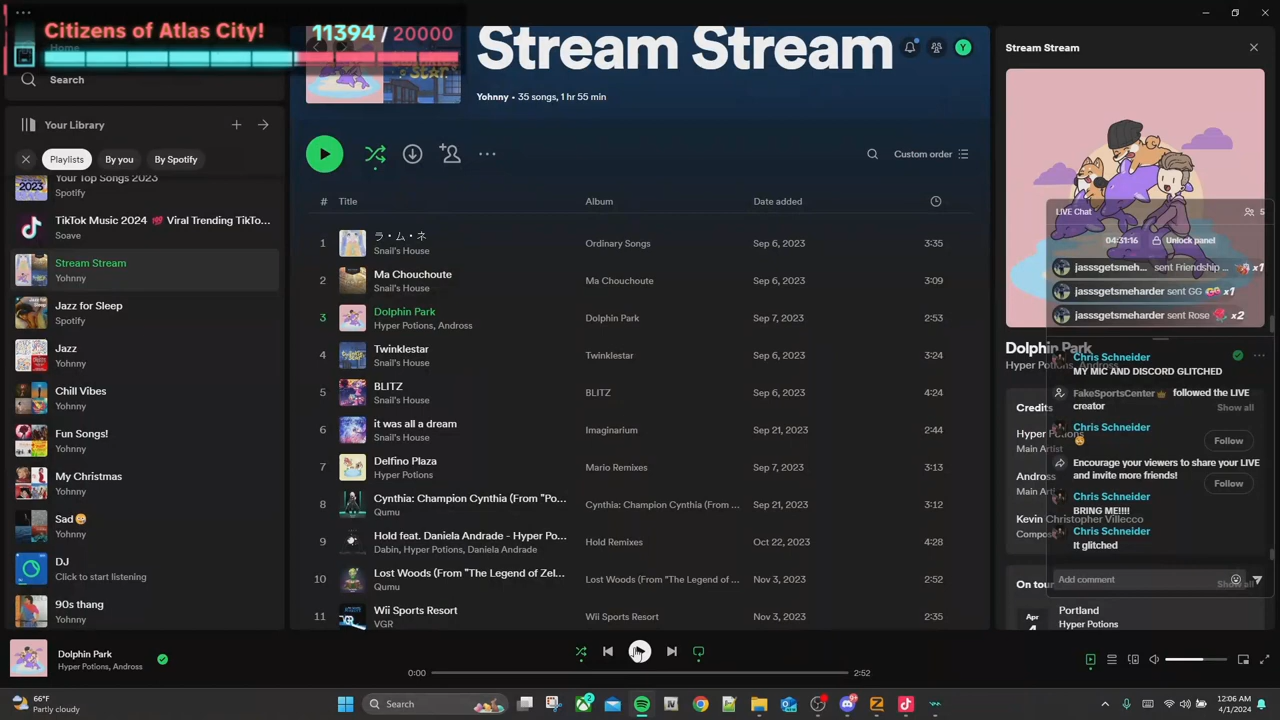 Citizens of Atlas City!
11394 / 20000
Home
Search
Your Library
Playlists
By you
By Spotify
Your Top Songs 2023
Spotify
TikTok Music 2024 💯 Viral Trending TikTo...
Soave
Stream Stream
Yohnny
Jazz for Sleep
Spotify
Jazz
Yohnny
Chill Vibes
Yohnny
Fun Songs!
Yohnny
My Christmas
Yohnny
Sad😢
Yohnny
DJ
Click to start listening
90s thang
Yohnny
Stream Stream
Yohnny • 35 songs, 1 hr 55 min
Y
Custom order
# Title Album Date added
1 ラ・ム・ネ Ordinary Songs Sep 6, 2023 3:35
Snail's House
2 Ma Chouchoute Ma Chouchoute Sep 6, 2023 3:09
Snail's House
3 Dolphin Park Dolphin Park Sep 7, 2023 2:53
Hyper Potions, Andross
4 Twinklestar Twinklestar Sep 6, 2023 3:24
Snail's House
5 BLITZ BLITZ Sep 6, 2023 4:24
Snail's House
6 it was all a dream Imaginarium Sep 21, 2023 2:44
Snail's House
7 Delfino Plaza Mario Remixes Sep 7, 2023 3:13
Hyper Potions
8 Cynthia: Champion Cynthia (From "Po... Cynthia: Champion Cynthia (From ... Sep 21, 2023 3:12
Qumu
9 Hold feat. Daniela Andrade - Hyper Po... Hold Remixes Oct 22, 2023 4:28
Dabin, Hyper Potions, Daniela Andrade
10 Lost Woods (From "The Legend of Zel... Lost Woods (From "The Legend of ... Nov 3, 2023 2:52
Qumu
11 Wii Sports Resort Wii Sports Resort Nov 3, 2023 2:35
VGR
Stream Stream
LIVE Chat
5
04:31:16 Unlock panel
jasssgetsmeh... sent Friendship ... x1
jasssgetsmeharder sent GG x1
jasssgetsmeharder sent Rose x2
Dolphin Park
Hyper Potions, Andross
Chris Schneider
MY MIC AND DISCORD GLITCHED
FakeSportsCenter followed the LIVE
creator
Credits
Show all
Chris Schneider
Hyper Potions
Main Artist
Follow
Encourage your viewers to share your LIVE
and invite more friends!
Andross
Main Artist
Follow
Chris Schneider
BRING ME!!!!
Kevin Christopher Villecco
Chris Schneider
It glitched
Add comment
On tour
Show all
Apr
Portland
Hyper Potions
Dolphin Park
Hyper Potions, Andross
0:00
2:52
66°F
Partly cloudy
Search
12:06 AM
4/1/2024